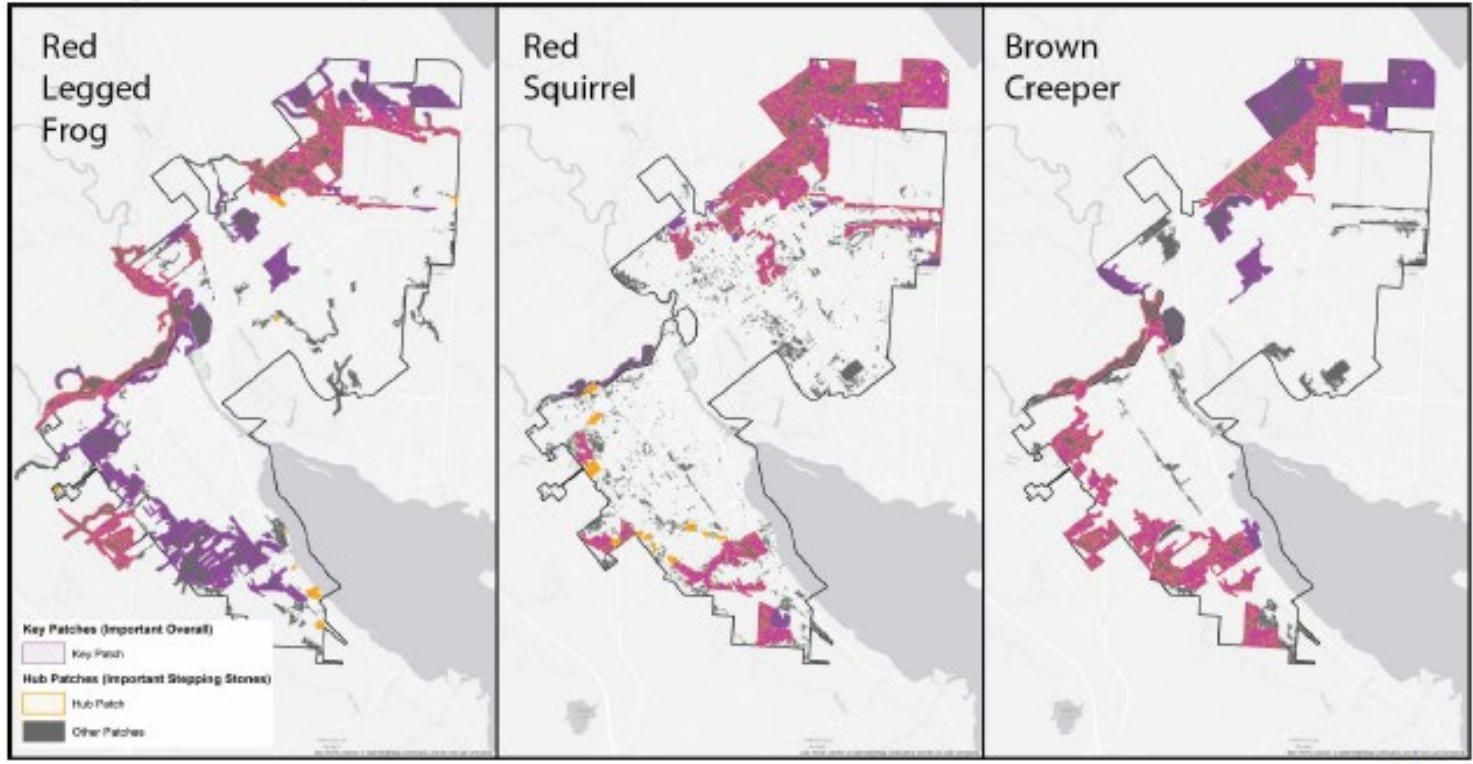 Red
Legged
Frog
Red
Squirrel
Brown
Creeper
Key Patches (Important Overall)
Key Patch
Hub Patches (Important Stepping Stones)
Hub Patch
Other Patches